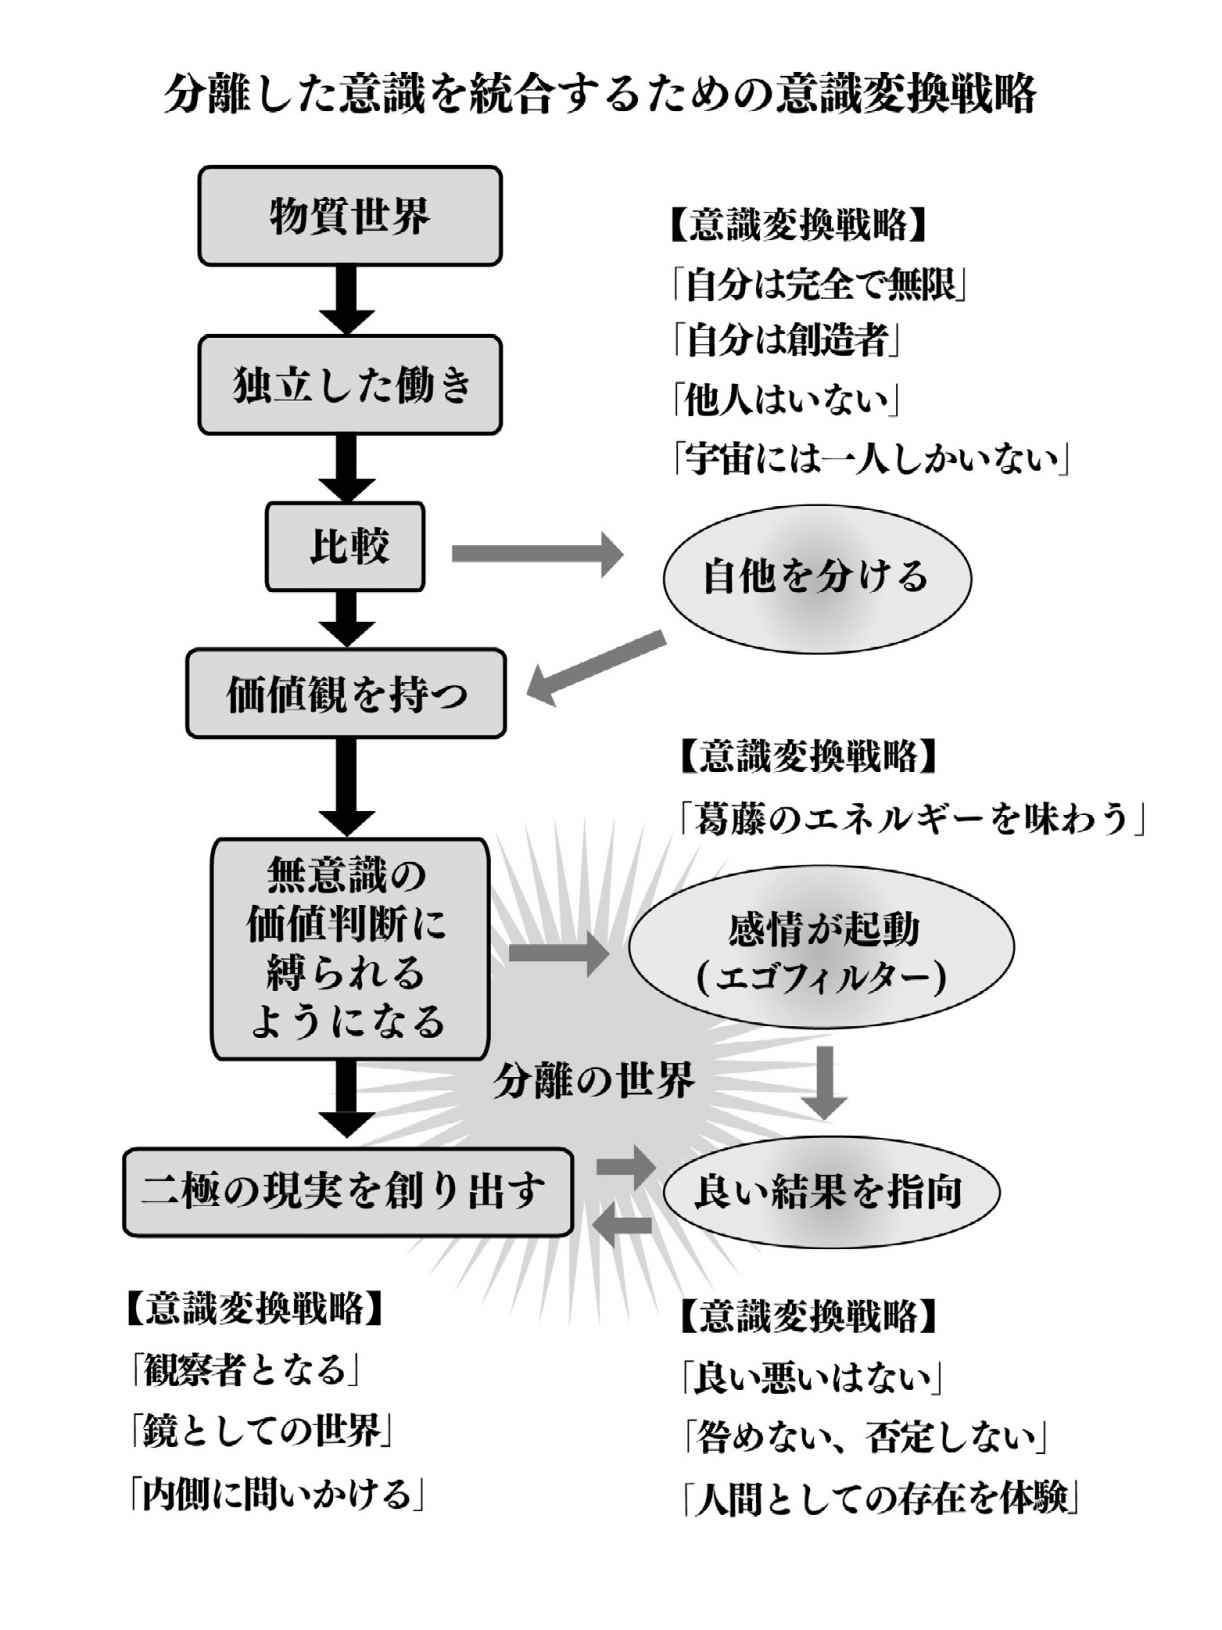 分離した意識を統合するための意識変換戦略
物質世界
独立した働き
比較
価値観を持つ
無意識の
価値判断に
縛られる
ようになる
二極の現実を創り出す
【意識変換戦略】
「自分は完全で無限」
「自分は創造者」
「他人はいない」
「宇宙には一人しかいない」
自他を分ける
【意識変換戦略】
「葛藤のエネルギーを味わう」
感情が起動
(エゴフィルター)
分離の世界
良い結果を指向
【意識変換戦略】
「観察者となる」
「鏡としての世界」
「内側に問いかける」
【意識変換戦略】
「良い悪いはない」
「咎めない、否定しない」
「人間としての存在を体験」